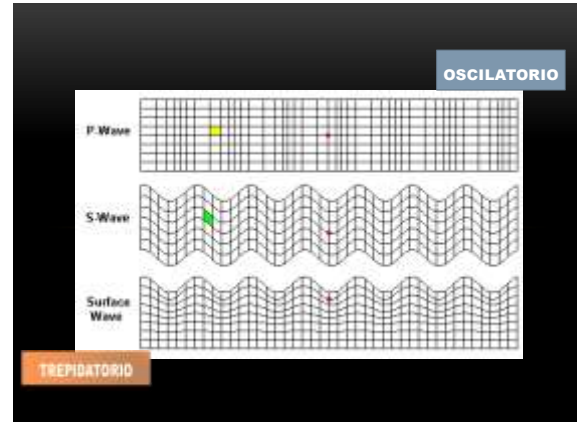 OSCILATORIO
P-Wave
S-Wave
Surface
Wave
TREPIDATORIO